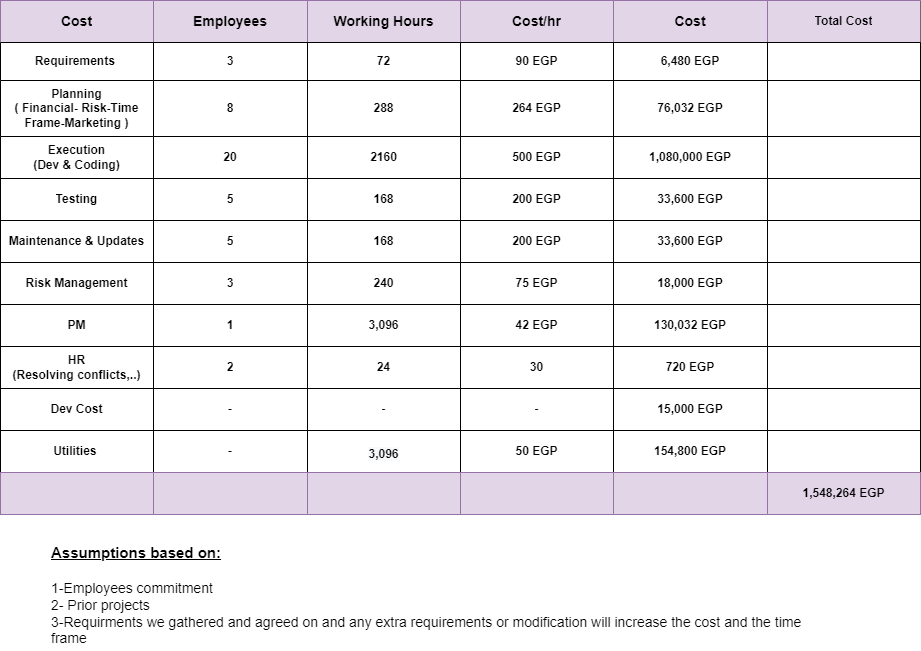 Cost Employees Working Hours Cost/hr Cost Total Cost
Requirements 3 72 90 EGP 6,480 EGP
Planning
( Financial- Risk-Time
Frame-Marketing ) 8 288 264 EGP 76,032 EGP
Execution
(Dev & Coding) 20 2160 500 EGP 1,080,000 EGP
Testing 5 168 200 EGP 33,600 EGP
Maintenance & Updates 5 168 200 EGP 33,600 EGP
Risk Management 3 240 75 EGP 18,000 EGP
PM 1 3,096 42 EGP 130,032 EGP
HR
(Resolving conflicts,..) 2 24 30 720 EGP
Dev Cost - - - 15,000 EGP
Utilities - 3,096 50 EGP 154,800 EGP
1,548,264 EGP
Assumptions based on:
1-Employees commitment
2- Prior projects
3-Requirments we gathered and agreed on and any extra requirements or modification will increase the cost and the time
frame